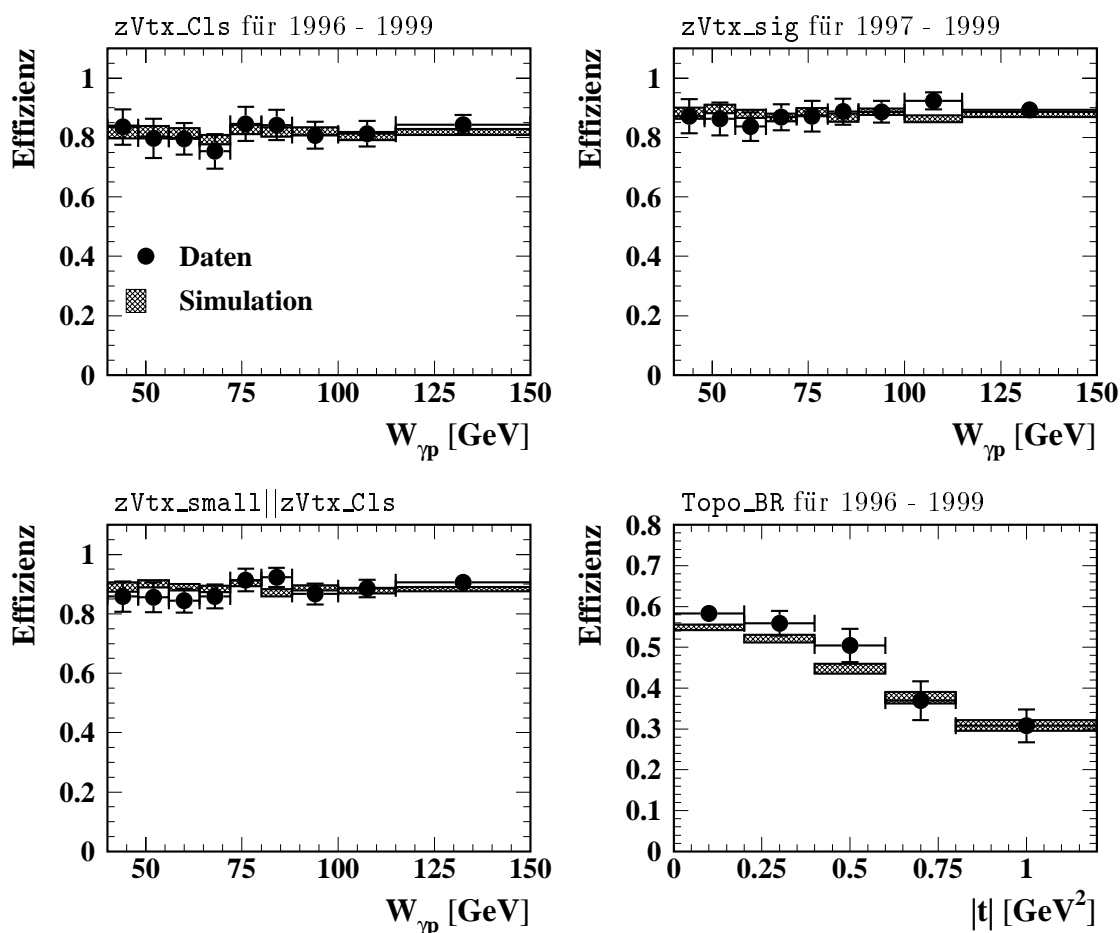 zVtx_Cls für 1996 - 1999
Effizienz
1
0.8
0.6
0.4
0.2
0
Daten
Simulation
50 75 100 125 150
Wγp [GeV]
zVtx_sig für 1997 - 1999
Effizienz
1
0.8
0.6
0.4
0.2
0
50 75 100 125 150
Wγp [GeV]
zVtx_small||zVtx_Cls
Effizienz
1
0.8
0.6
0.4
0.2
0
50 75 100 125 150
Wγp [GeV]
Topo_BR für 1996 - 1999
Effizienz
0.8
0.7
0.6
0.5
0.4
0.3
0.2
0.1
0
0 0.25 0.5 0.75 1
|t| [GeV²]